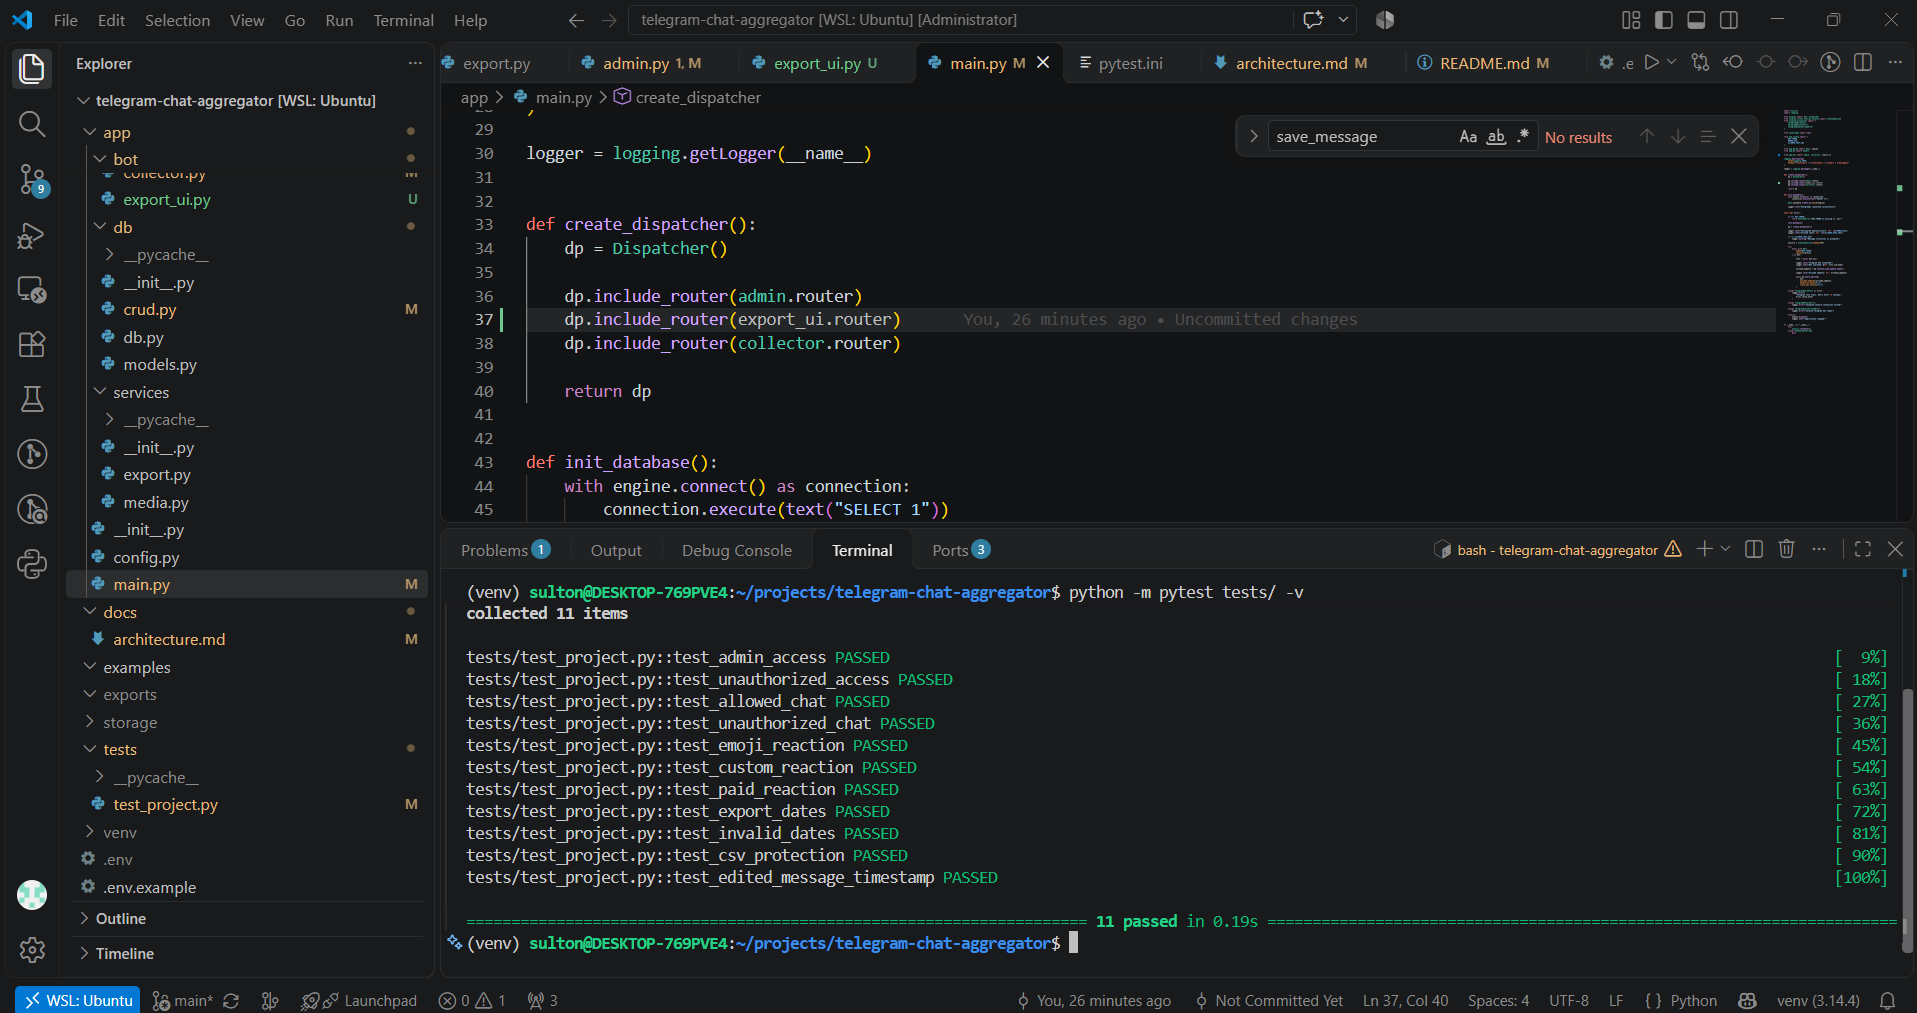 File Edit Selection View Go Run Terminal Help
telegram-chat-aggregator [WSL: Ubuntu] [Administrator]
Explorer
telegram-chat-aggregator [WSL: Ubuntu]
app
bot
collector.py M
export_ui.py U
db
__pycache__
__init__.py
crud.py M
db.py
models.py
services
__pycache__
__init__.py
export.py
media.py
__init__.py
config.py
main.py M
docs
architecture.md M
examples
exports
storage
tests
__pycache__
test_project.py M
venv
.env
.env.example
Outline
Timeline
9
export.py admin.py 1, M export_ui.py U main.py M pytest.ini architecture.md M README.md M .e
app > main.py > create_dispatcher
save_message Aa ab .* No results
28 )
29
30 logger = logging.getLogger(__name__)
31
32
33 def create_dispatcher():
34 dp = Dispatcher()
35
36 dp.include_router(admin.router)
37 dp.include_router(export_ui.router) You, 26 minutes ago • Uncommitted changes
38 dp.include_router(collector.router)
39
40 return dp
41
42
43 def init_database():
44 with engine.connect() as connection:
45 connection.execute(text("SELECT 1"))
Problems 1 Output Debug Console Terminal Ports 3 bash - telegram-chat-aggregator
(venv) sulton@DESKTOP-769PVE4:~/projects/telegram-chat-aggregator$ python -m pytest tests/ -v
collected 11 items
tests/test_project.py::test_admin_access PASSED [ 9%]
tests/test_project.py::test_unauthorized_access PASSED [ 18%]
tests/test_project.py::test_allowed_chat PASSED [ 27%]
tests/test_project.py::test_unauthorized_chat PASSED [ 36%]
tests/test_project.py::test_emoji_reaction PASSED [ 45%]
tests/test_project.py::test_custom_reaction PASSED [ 54%]
tests/test_project.py::test_paid_reaction PASSED [ 63%]
tests/test_project.py::test_export_dates PASSED [ 72%]
tests/test_project.py::test_invalid_dates PASSED [ 81%]
tests/test_project.py::test_csv_protection PASSED [ 90%]
tests/test_project.py::test_edited_message_timestamp PASSED [100%]
===================================================================== 11 passed in 0.19s ======================================================================
(venv) sulton@DESKTOP-769PVE4:~/projects/telegram-chat-aggregator$
WSL: Ubuntu main* Launchpad 0 1 3 You, 26 minutes ago Not Committed Yet Ln 37, Col 40 Spaces: 4 UTF-8 LF { } Python venv (3.14.4)